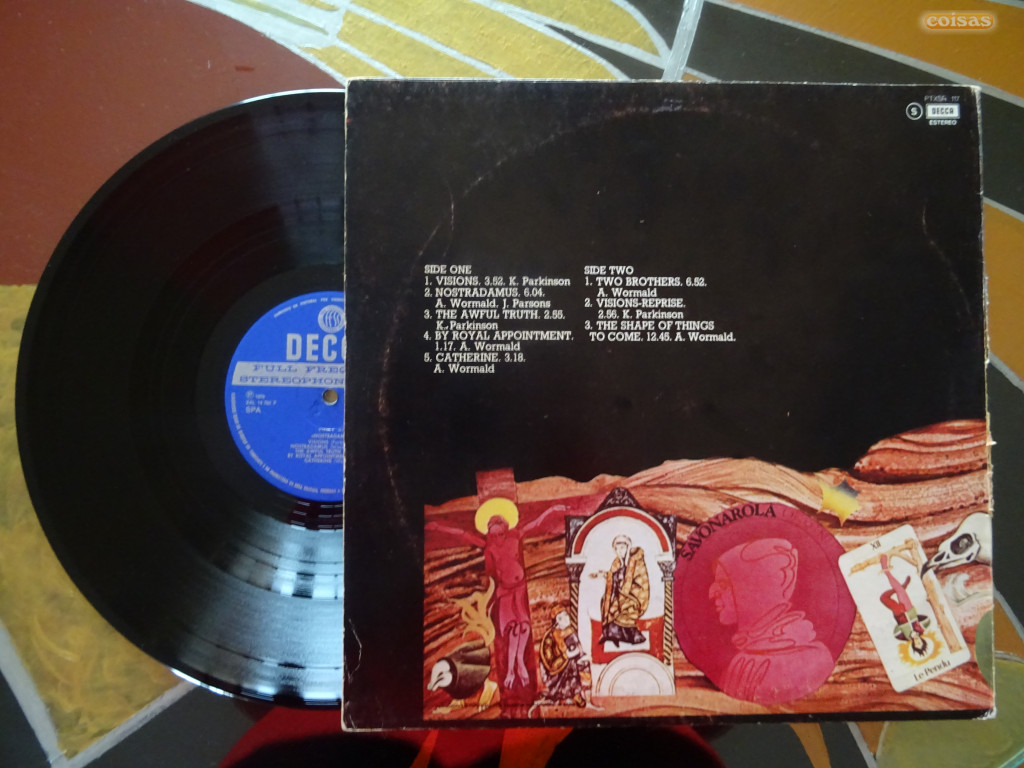 coisas
S DECCA
ESTEREO
SIDE ONE
1. VISIONS. 3.52. K. Parkinson
2. NOSTRADAMUS. 6.04.
A. Wormald. J. Parsons
3. THE AWFUL TRUTH. 2.55.
K. Parkinson
4. BY ROYAL APPOINTMENT.
1.17. A. Wormald
5. CATHERINE. 3.18.
A. Wormald
SIDE TWO
1. TWO BROTHERS. 6.52.
A. Wormald
2. VISIONS-REPRISE.
2.56. K. Parkinson
3. THE SHAPE OF THINGS
TO COME. 12.45. A. Wormald.
DECC
FULL FREQ
STEREOPHON
SPA
SAVONAROLA
XII
Le Pendu